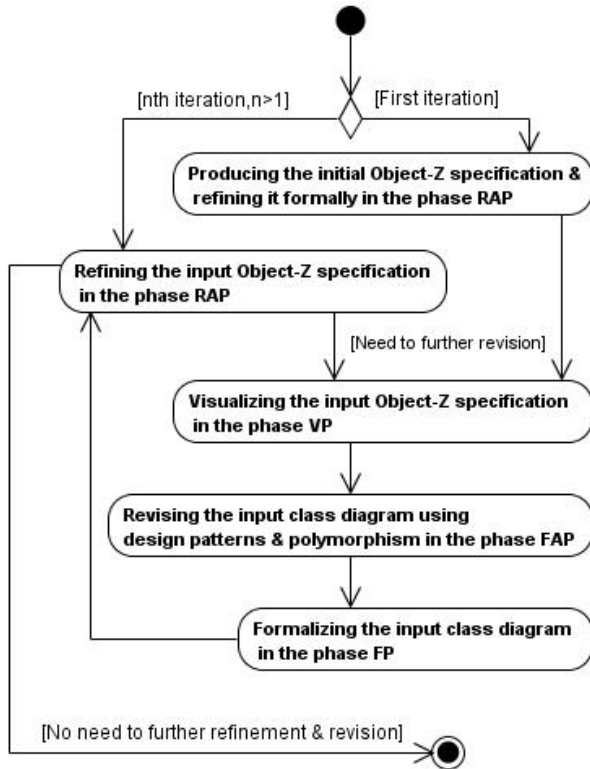 [nth iteration,n>1]
[First iteration]
Producing the initial Object-Z specification &
refining it formally in the phase RAP
Refining the input Object-Z specification
in the phase RAP
[Need to further revision]
Visualizing the input Object-Z specification
in the phase VP
Revising the input class diagram using
design patterns & polymorphism in the phase FAP
Formalizing the input class diagram
in the phase FP
[No need to further refinement & revision]